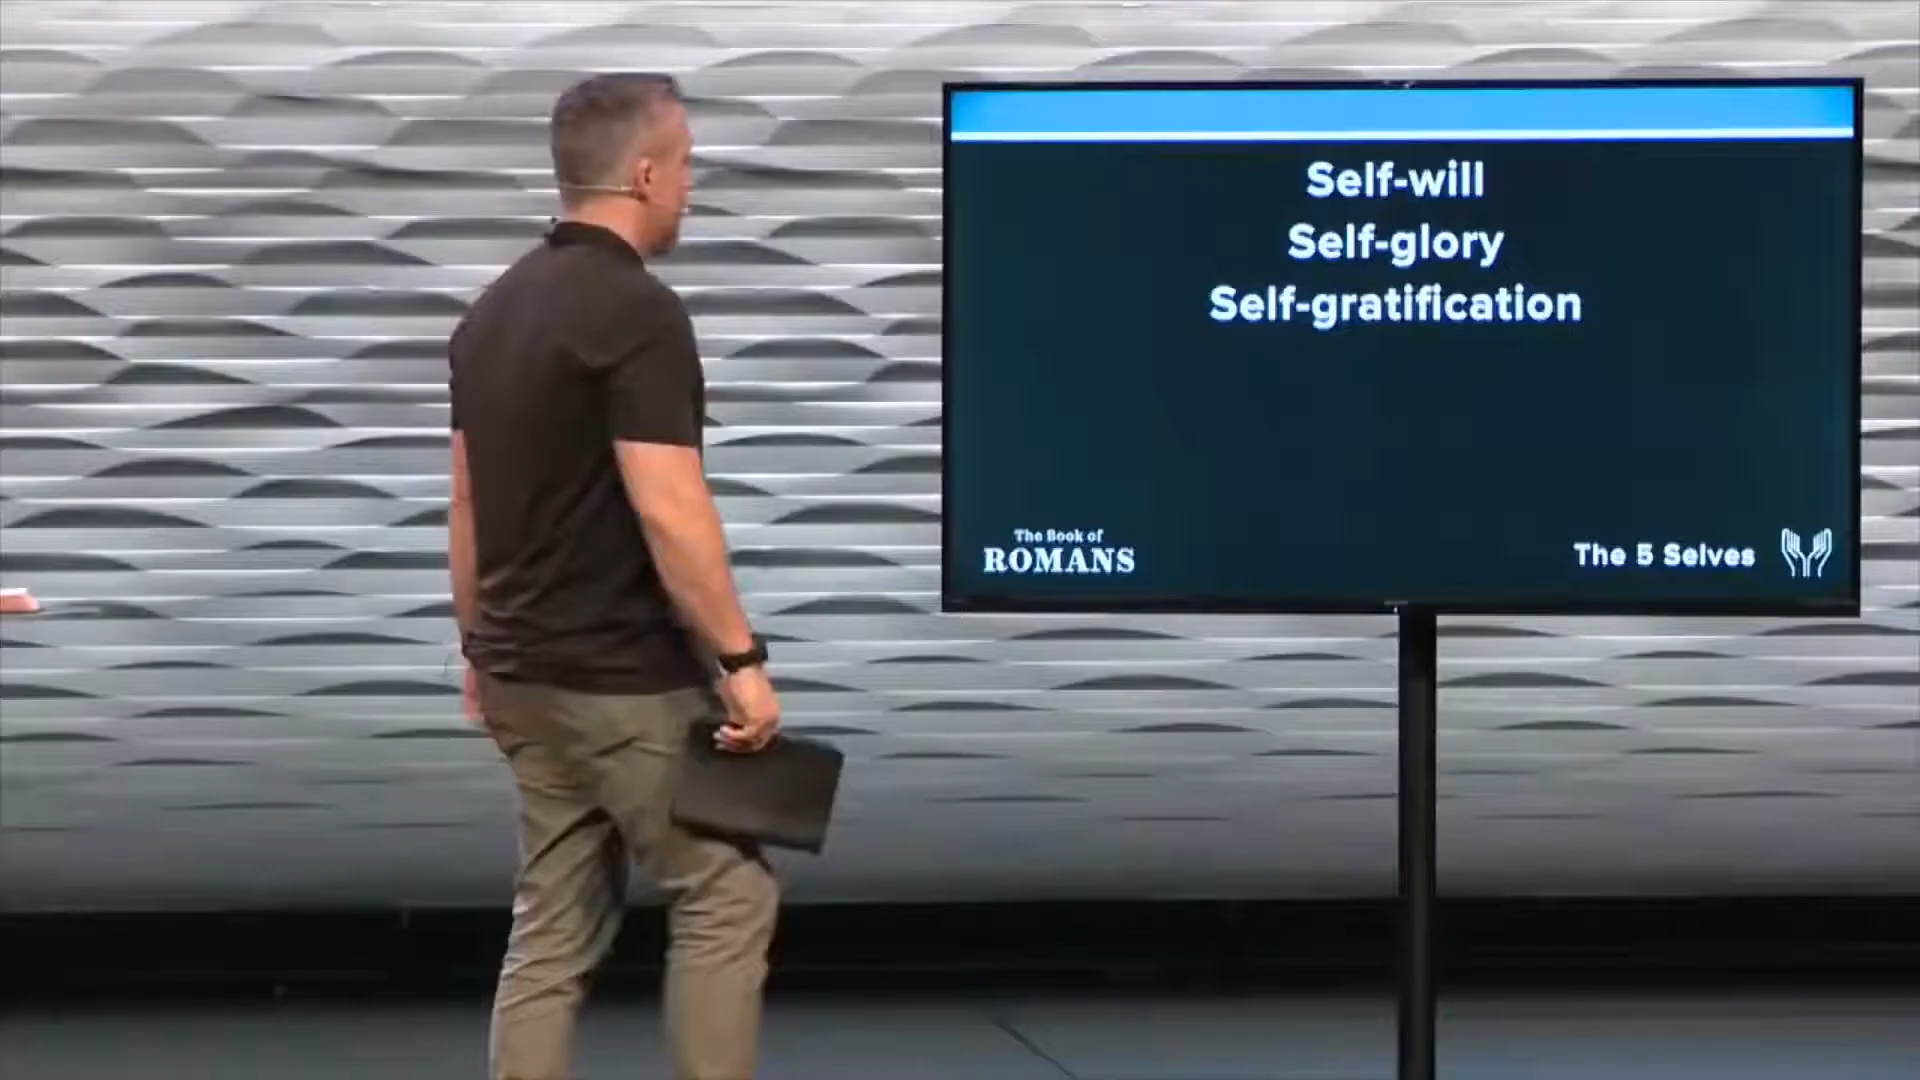 Self-will
Self-glory
Self-gratification
The Book of
ROMANS
The 5 Selves